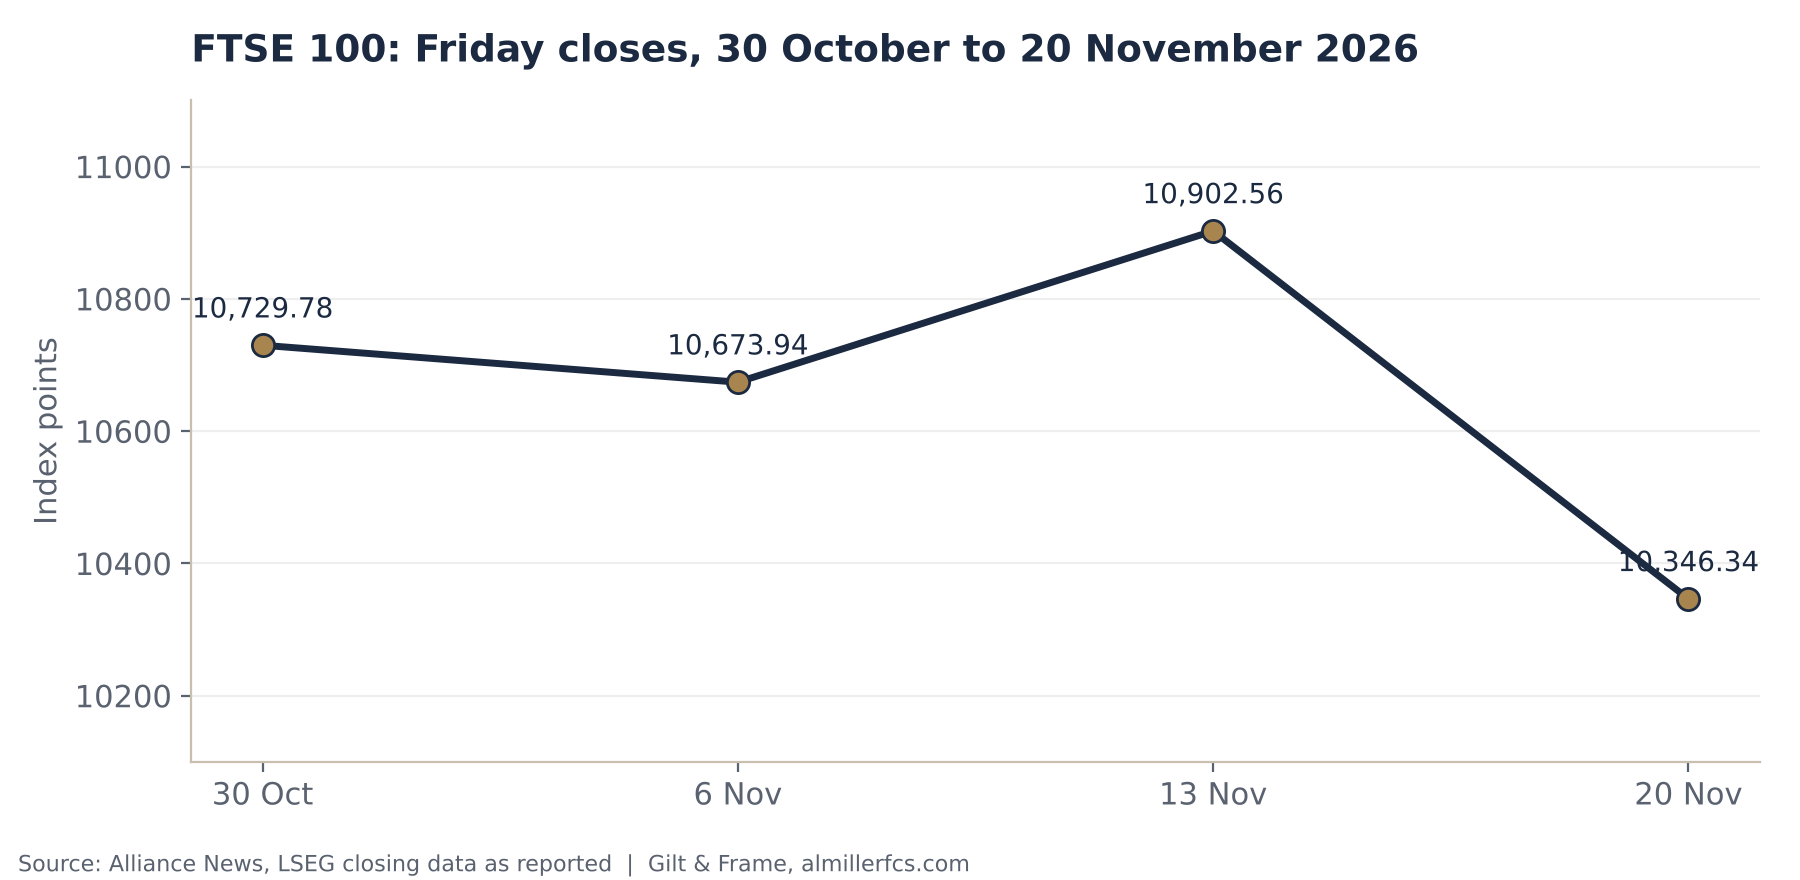 FTSE 100: Friday closes, 30 October to 20 November 2026
Index points
11000
10800
10600
10400
10200
10,729.78
10,673.94
10,902.56
10,346.34
30 Oct
6 Nov
13 Nov
20 Nov
Source: Alliance News, LSEG closing data as reported | Gilt & Frame, almillerfcs.com